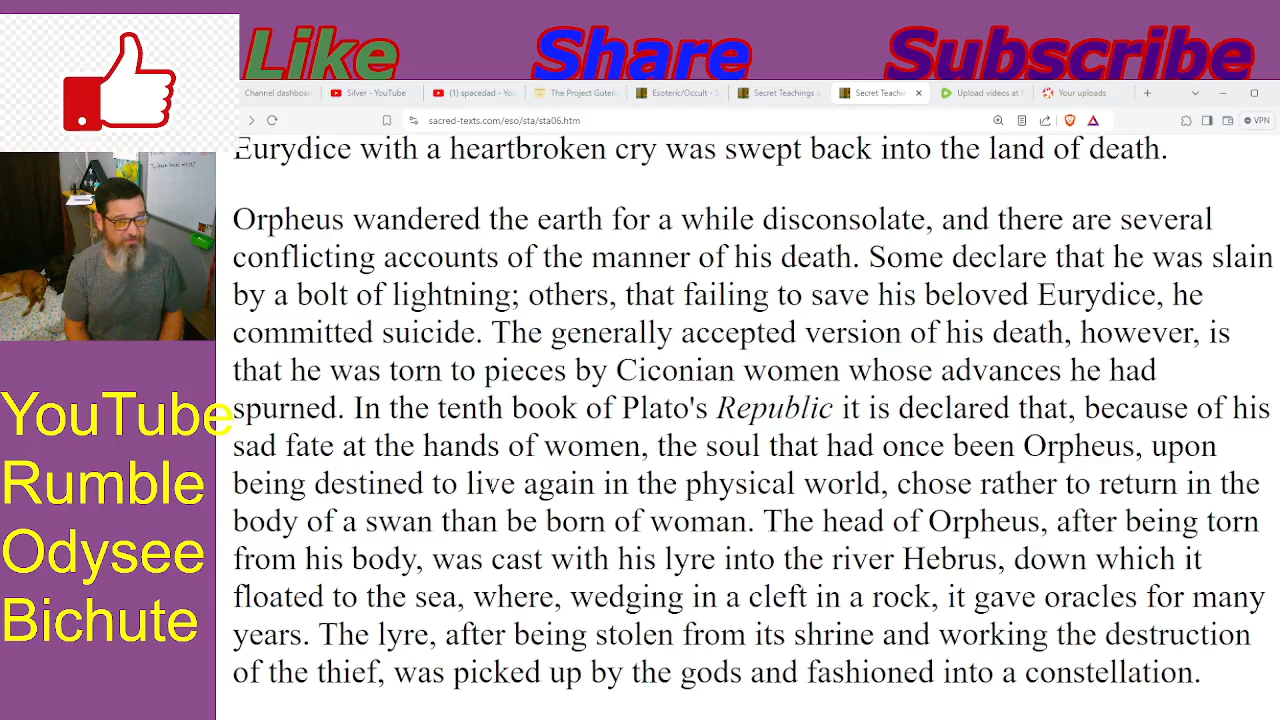 Like Share Subscribe
Channel dashboar Silver - YouTube (1) spacedad - You The Project Guten Esoteric/Occult - S Secret Teachings o Secret Teachin Upload videos at R Your uploads
sacred-texts.com/eso/sta/sta06.htm VPN
Eurydice with a heartbroken cry was swept back into the land of death.
Orpheus wandered the earth for a while disconsolate, and there are several
conflicting accounts of the manner of his death. Some declare that he was slain
by a bolt of lightning; others, that failing to save his beloved Eurydice, he
committed suicide. The generally accepted version of his death, however, is
that he was torn to pieces by Ciconian women whose advances he had
spurned. In the tenth book of Plato's Republic it is declared that, because of his
sad fate at the hands of women, the soul that had once been Orpheus, upon
being destined to live again in the physical world, chose rather to return in the
body of a swan than be born of woman. The head of Orpheus, after being torn
from his body, was cast with his lyre into the river Hebrus, down which it
floated to the sea, where, wedging in a cleft in a rock, it gave oracles for many
years. The lyre, after being stolen from its shrine and working the destruction
of the thief, was picked up by the gods and fashioned into a constellation.
YouTube
Rumble
Odysee
Bichute